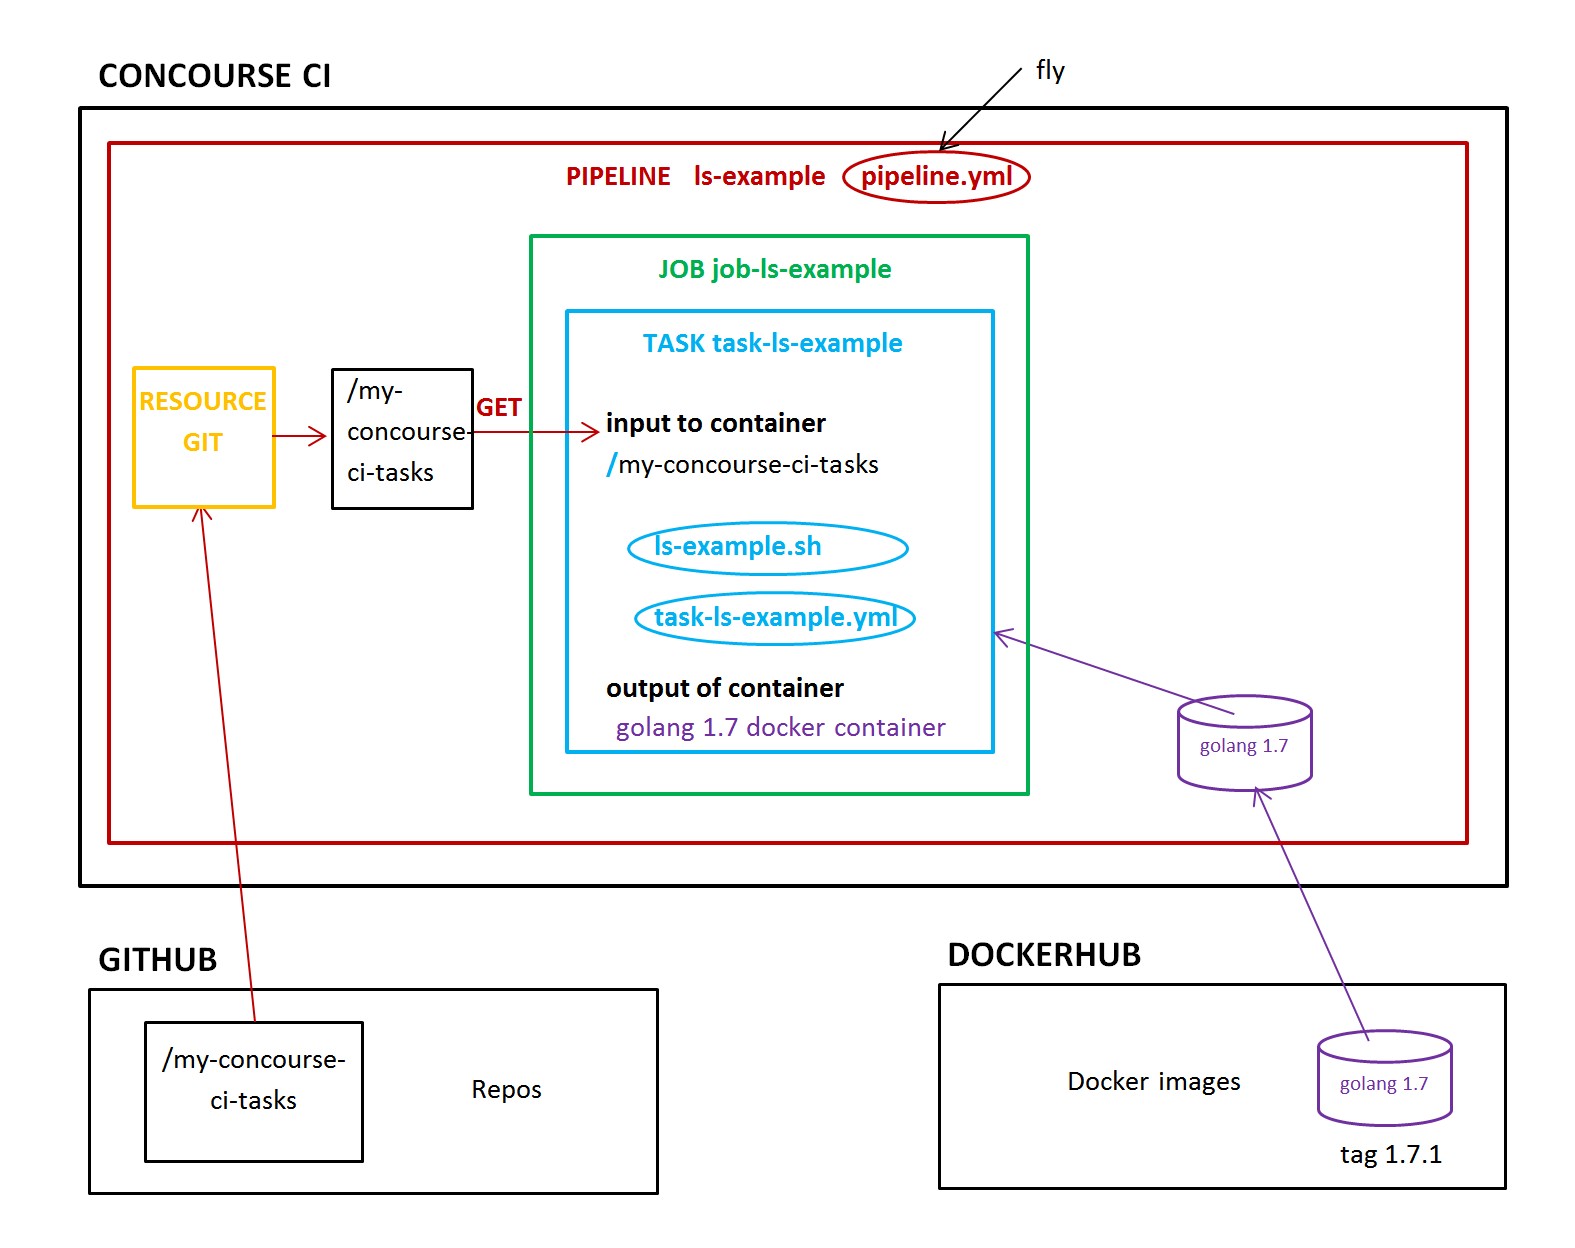 CONCOURSE CI
fly
PIPELINE ls-example pipeline.yml
JOB job-ls-example
TASK task-ls-example
RESOURCE
GIT
/my-
concourse-
ci-tasks
GET
input to container
/my-concourse-ci-tasks
ls-example.sh
task-ls-example.yml
output of container
golang 1.7 docker container
golang 1.7
GITHUB
/my-concourse-
ci-tasks
Repos
DOCKERHUB
Docker images
golang 1.7
tag 1.7.1